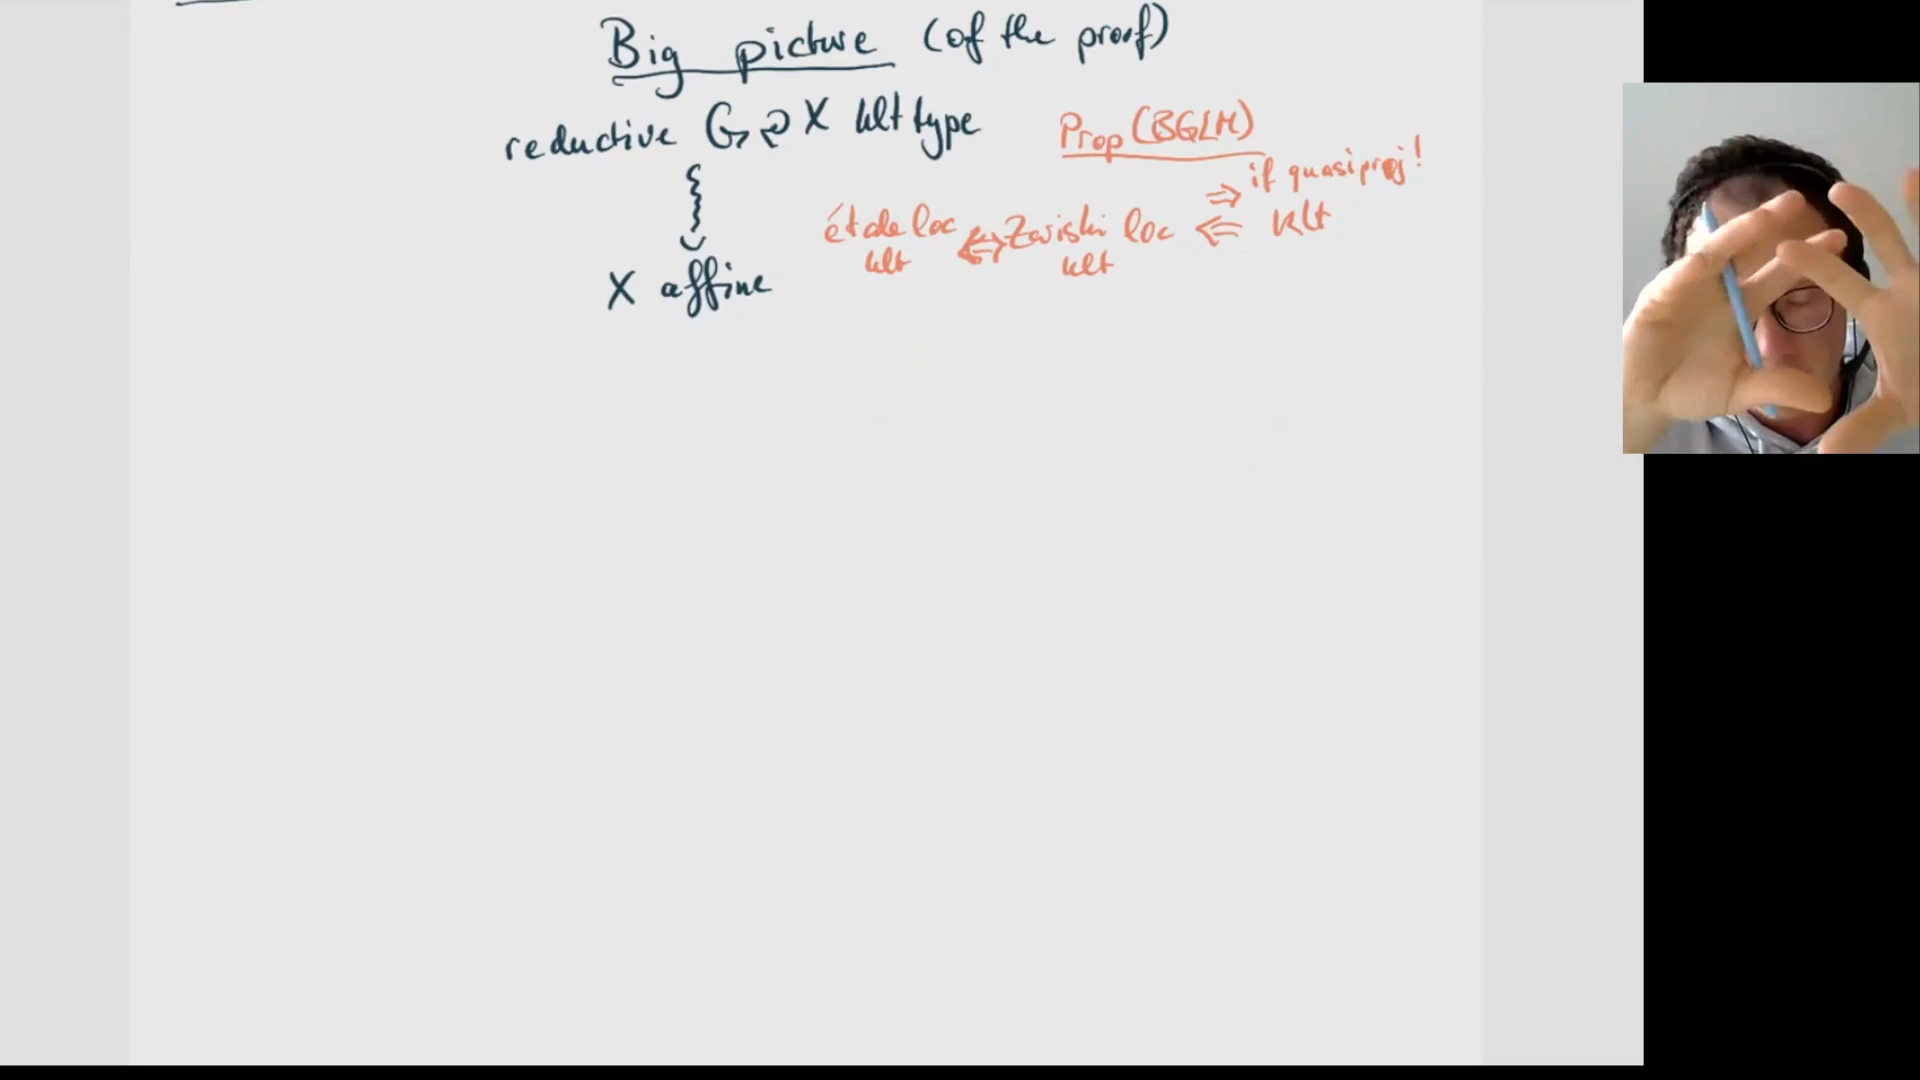 Big picture (of the proof)
reductive G ↻ X klt type
Prop (BGLM)
⇒ if quasiproj!
étale loc klt ⇔ Zariski loc klt ⇐ klt
X affine